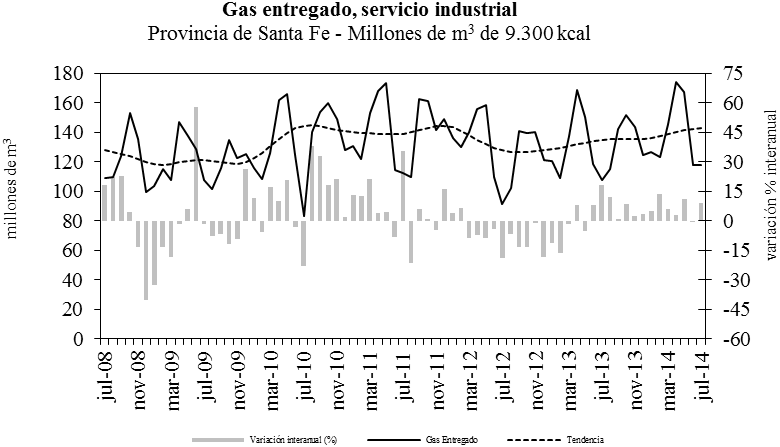 Gas entregado, servicio industrial
Provincia de Santa Fe - Millones de m³ de 9.300 kcal
millones de m³
180
160
140
120
100
80
60
40
20
0
75
60
45
30
15
0
-15
-30
-45
-60
variación % interanual
jul-08
nov-08
mar-09
jul-09
nov-09
mar-10
jul-10
nov-10
mar-11
jul-11
nov-11
mar-12
jul-12
nov-12
mar-13
jul-13
nov-13
mar-14
jul-14
Variación interanual (%)
Gas Entregado
Tendencia